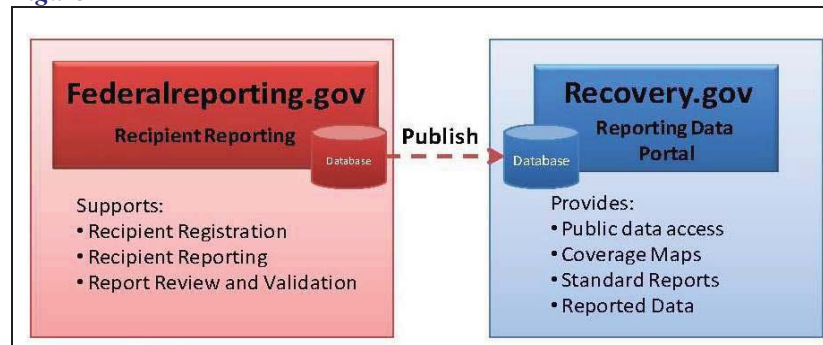 Federalreporting.gov
Recipient Reporting
Database
Supports:
• Recipient Registration
• Recipient Reporting
• Report Review and Validation
Publish
Recovery.gov
Reporting Data
Portal
Database
Provides:
• Public data access
• Coverage Maps
• Standard Reports
• Reported Data